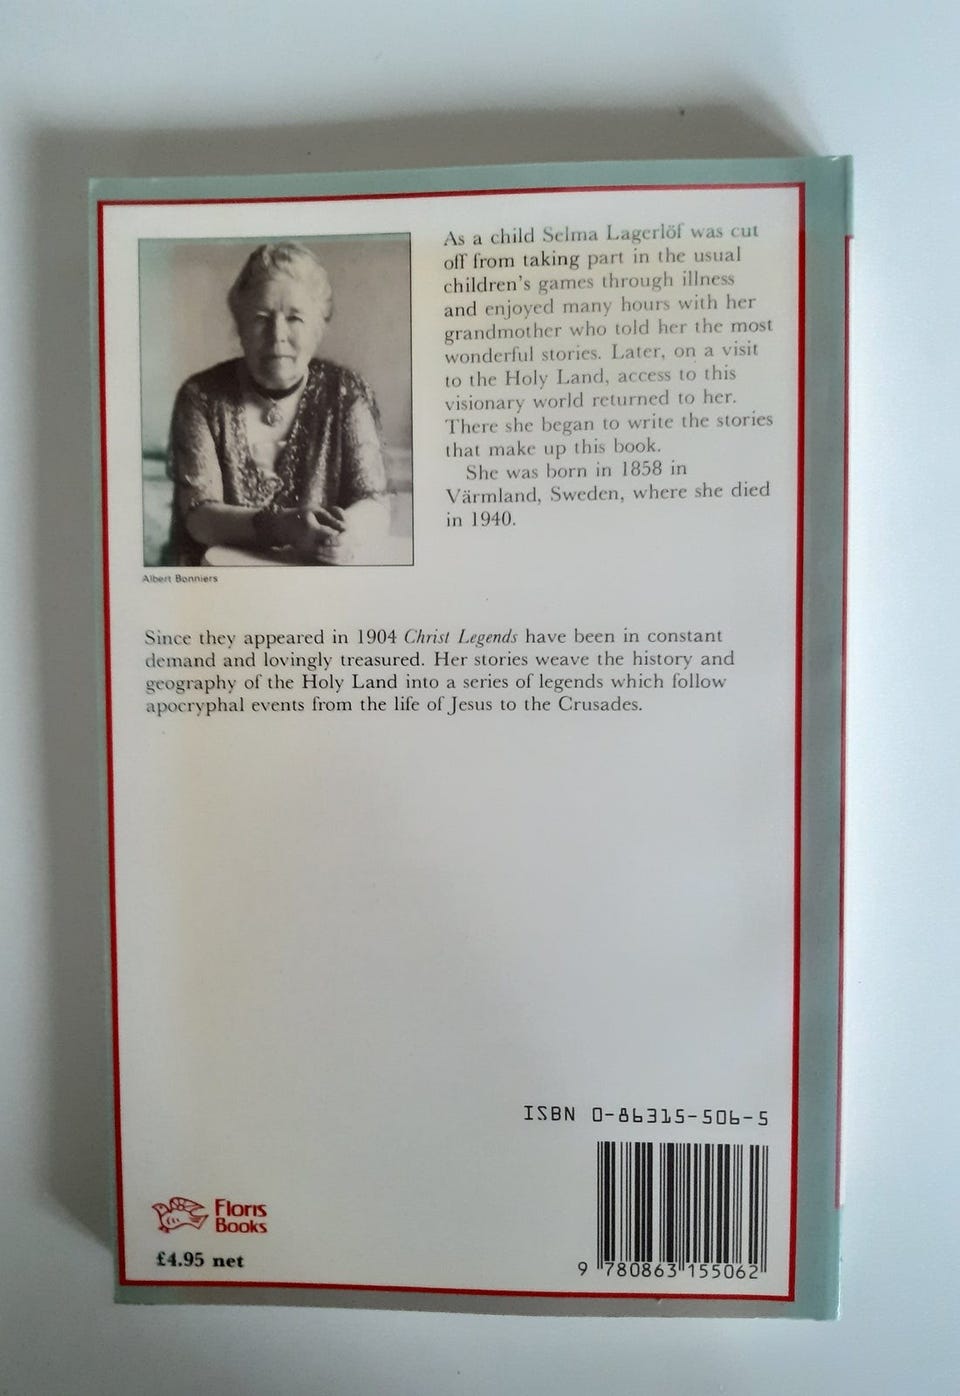 As a child Selma Lagerlöf was cut
off from taking part in the usual
children's games through illness
and enjoyed many hours with her
grandmother who told her the most
wonderful stories. Later, on a visit
to the Holy Land, access to this
visionary world returned to her.
There she began to write the stories
that make up this book.
She was born in 1858 in
Värmland, Sweden, where she died
in 1940.
Albert Bonniers
Since they appeared in 1904 Christ Legends have been in constant
demand and lovingly treasured. Her stories weave the history and
geography of the Holy Land into a series of legends which follow
apocryphal events from the life of Jesus to the Crusades.
ISBN 0-86315-506-5
Floris
Books
£4.95 net
9 780863 155062